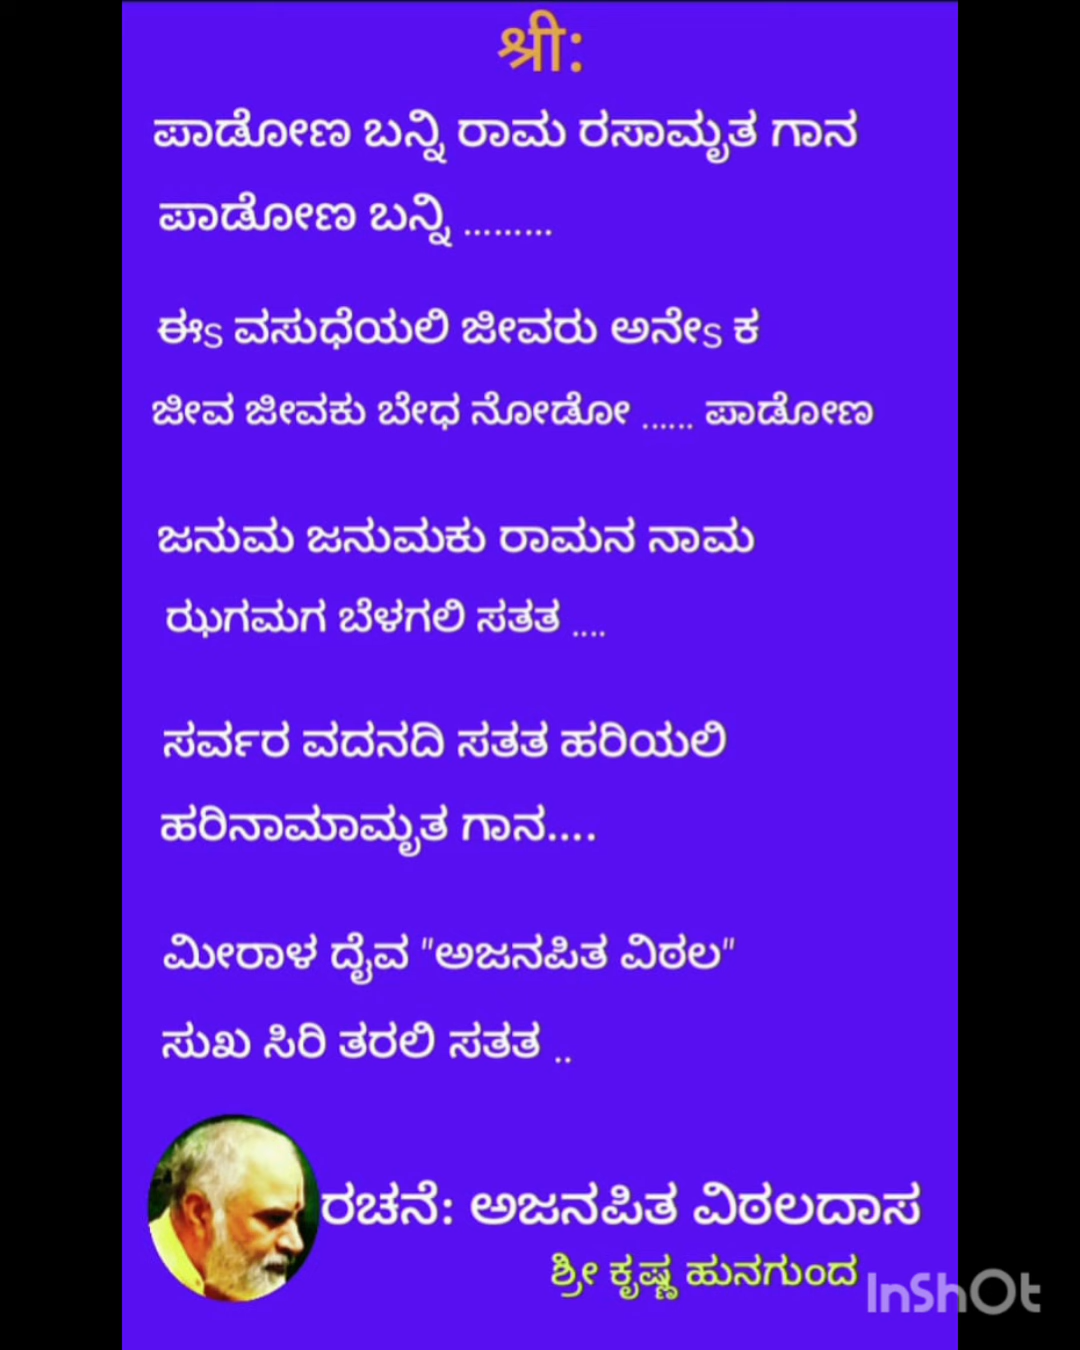 श्री:
ಪಾಡೋಣ ಬನ್ನಿ ರಾಮ ರಸಾಮೃತ ಗಾನ
ಪಾಡೋಣ ಬನ್ನಿ .........
ಈs ವಸುಧೆಯಲಿ ಜೀವರು ಅನೇs ಕ
ಜೀವ ಜೀವಕು ಬೇಧ ನೋಡೋ ...... ಪಾಡೋಣ
ಜನುಮ ಜನುಮಕು ರಾಮನ ನಾಮ
ಝಗಮಗ ಬೆಳಗಲಿ ಸತತ ....
ಸರ್ವರ ವದನದಿ ಸತತ ಹರಿಯಲಿ
ಹರಿನಾಮಾಮೃತ ಗಾನ....
ಮೀರಾಳ ದೈವ "ಅಜನಪಿತ ವಿಠಲ"
ಸುಖ ಸಿರಿ ತರಲಿ ಸತತ ..
ರಚನೆ: ಅಜನಪಿತ ವಿಠಲದಾಸ
ಶ್ರೀ ಕೃಷ್ಣ ಹುನಗುಂದ
InShOt